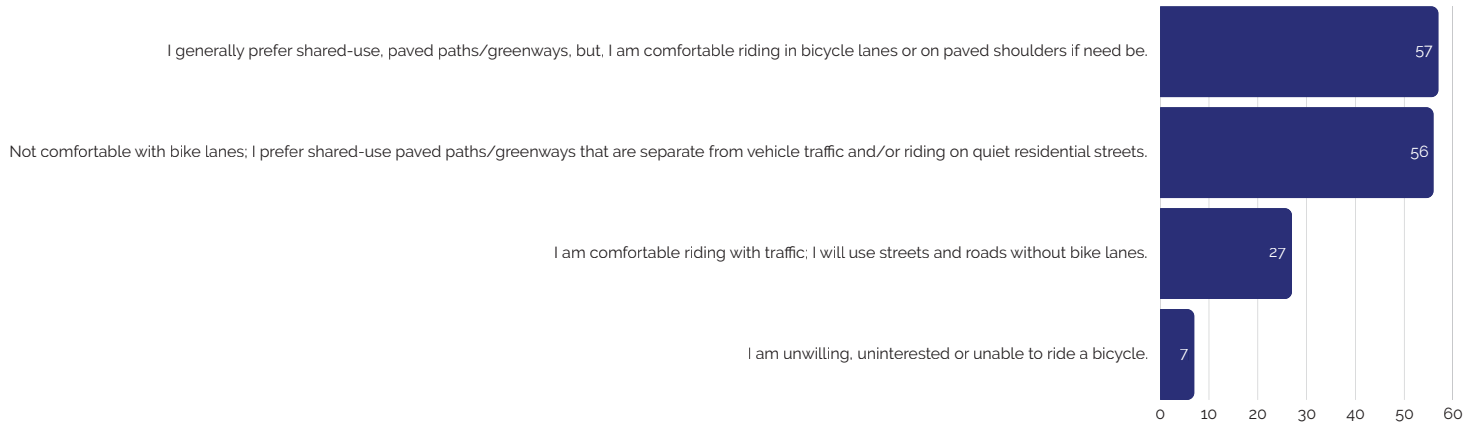 I generally prefer shared-use, paved paths/greenways, but, I am comfortable riding in bicycle lanes or on paved shoulders if need be.
57
Not comfortable with bike lanes; I prefer shared-use paved paths/greenways that are separate from vehicle traffic and/or riding on quiet residential streets.
56
I am comfortable riding with traffic; I will use streets and roads without bike lanes.
27
I am unwilling, uninterested or unable to ride a bicycle.
7
0 10 20 30 40 50 60